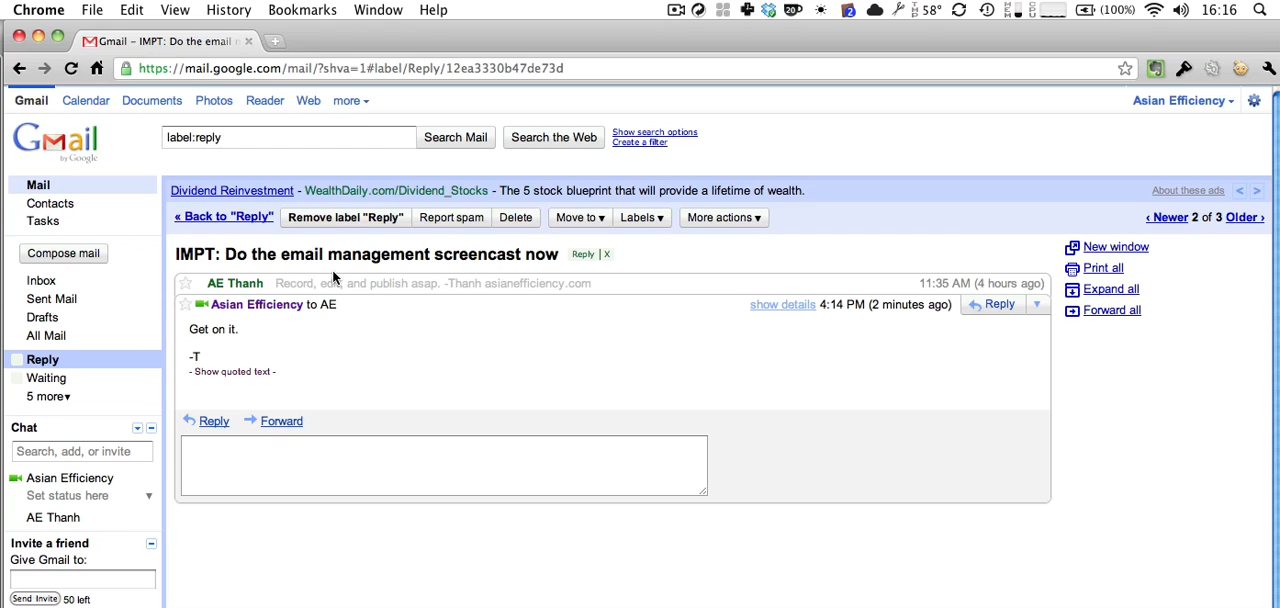 Chrome File Edit View History Bookmarks Window Help 20° 58° (100%) 16:16
Gmail - IMPT: Do the email
https://mail.google.com/mail/?shva=1#label/Reply/12ea3330b47de73d
Gmail Calendar Documents Photos Reader Web more Asian Efficiency
Gmail by Google
label:reply Search Mail Search the Web Show search options
Create a filter
Mail
Contacts
Tasks
Compose mail
Inbox
Sent Mail
Drafts
All Mail
Reply
Waiting
5 more▾
Chat
Search, add, or invite
Asian Efficiency
Set status here
AE Thanh
Invite a friend
Give Gmail to:
Send Invite 50 left
Dividend Reinvestment - WealthDaily.com/Dividend_Stocks - The 5 stock blueprint that will provide a lifetime of wealth. About these ads < >
« Back to "Reply" Remove label "Reply" Report spam Delete Move to▾ Labels▾ More actions▾ ‹ Newer 2 of 3 Older ›
IMPT: Do the email management screencast now Reply | X
AE Thanh Record, edit, and publish asap. -Thanh asianefficiency.com 11:35 AM (4 hours ago)
Asian Efficiency to AE show details 4:14 PM (2 minutes ago) Reply
Get on it.
-T
- Show quoted text -
Reply Forward
New window
Print all
Expand all
Forward all